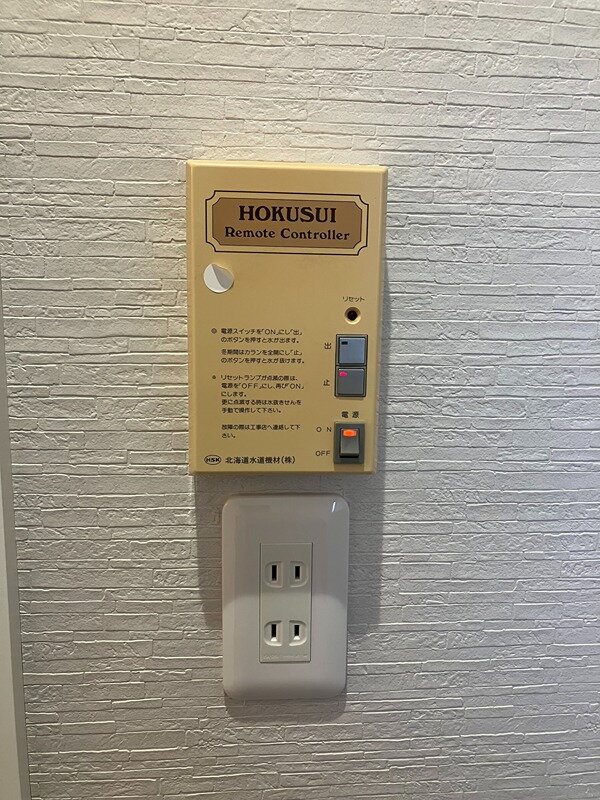 HOKUSUI
Remote Controller
リセット
◎ 電源スイッチを「ON」にし「出」
のボタンを押すと水が出ます。
冬期間はカランを全開にし「止」
のボタンを押すと水が抜けます。
出
止
＊ リセットランプが点滅の際は、
電源を「OFF」にし、再び「ON」
にします。
更に点滅する時は水抜きせんを
手動で操作して下さい。
故障の際は工事店へ連絡して下
さい。
電源
ON
OFF
HSK 北海道水道機材(株)